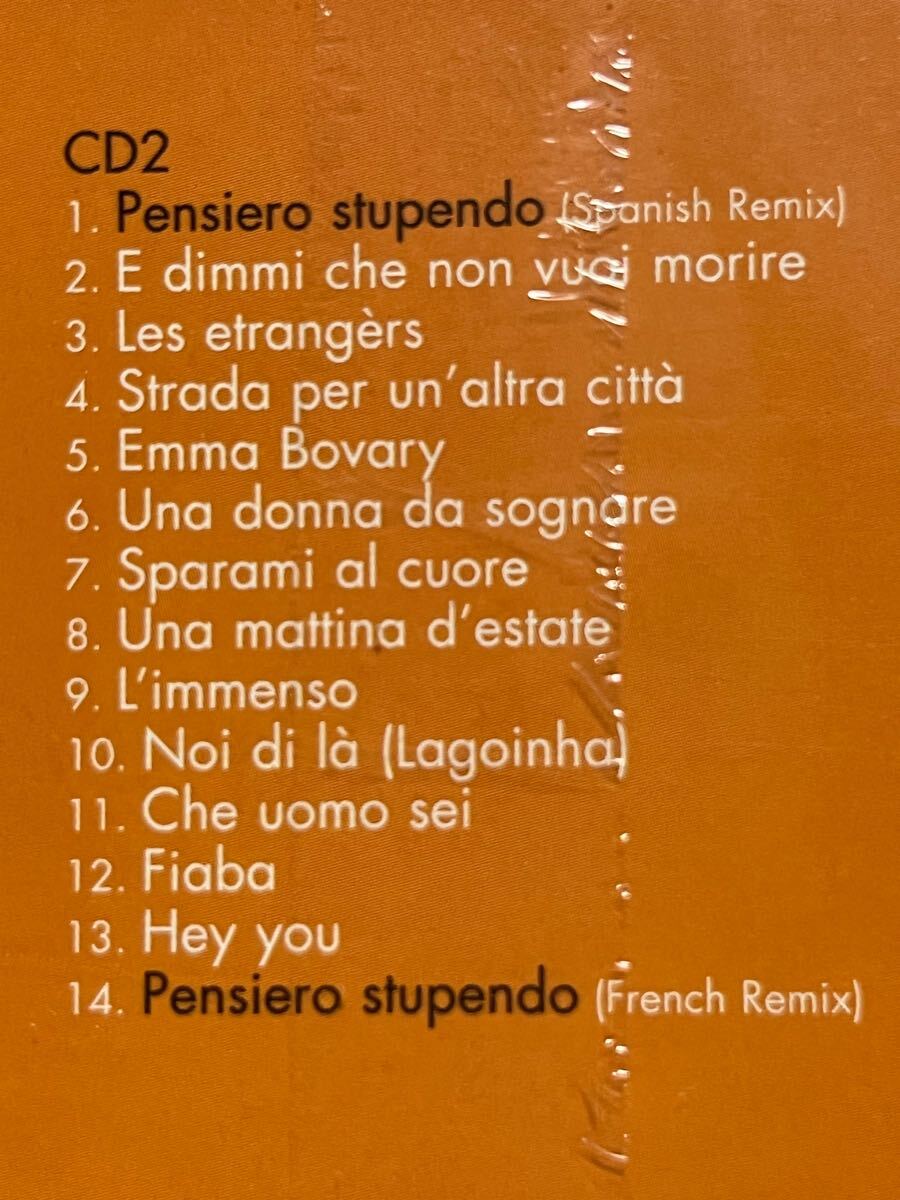 CD2
1. Pensiero stupendo (Spanish Remix)
2. E dimmi che non vuoi morire
3. Les etrangèrs
4. Strada per un'altra città
5. Emma Bovary
6. Una donna da sognare
7. Sparami al cuore
8. Una mattina d'estate
9. L'immenso
10. Noi di là (Lagoinha)
11. Che uomo sei
12. Fiaba
13. Hey you
14. Pensiero stupendo (French Remix)